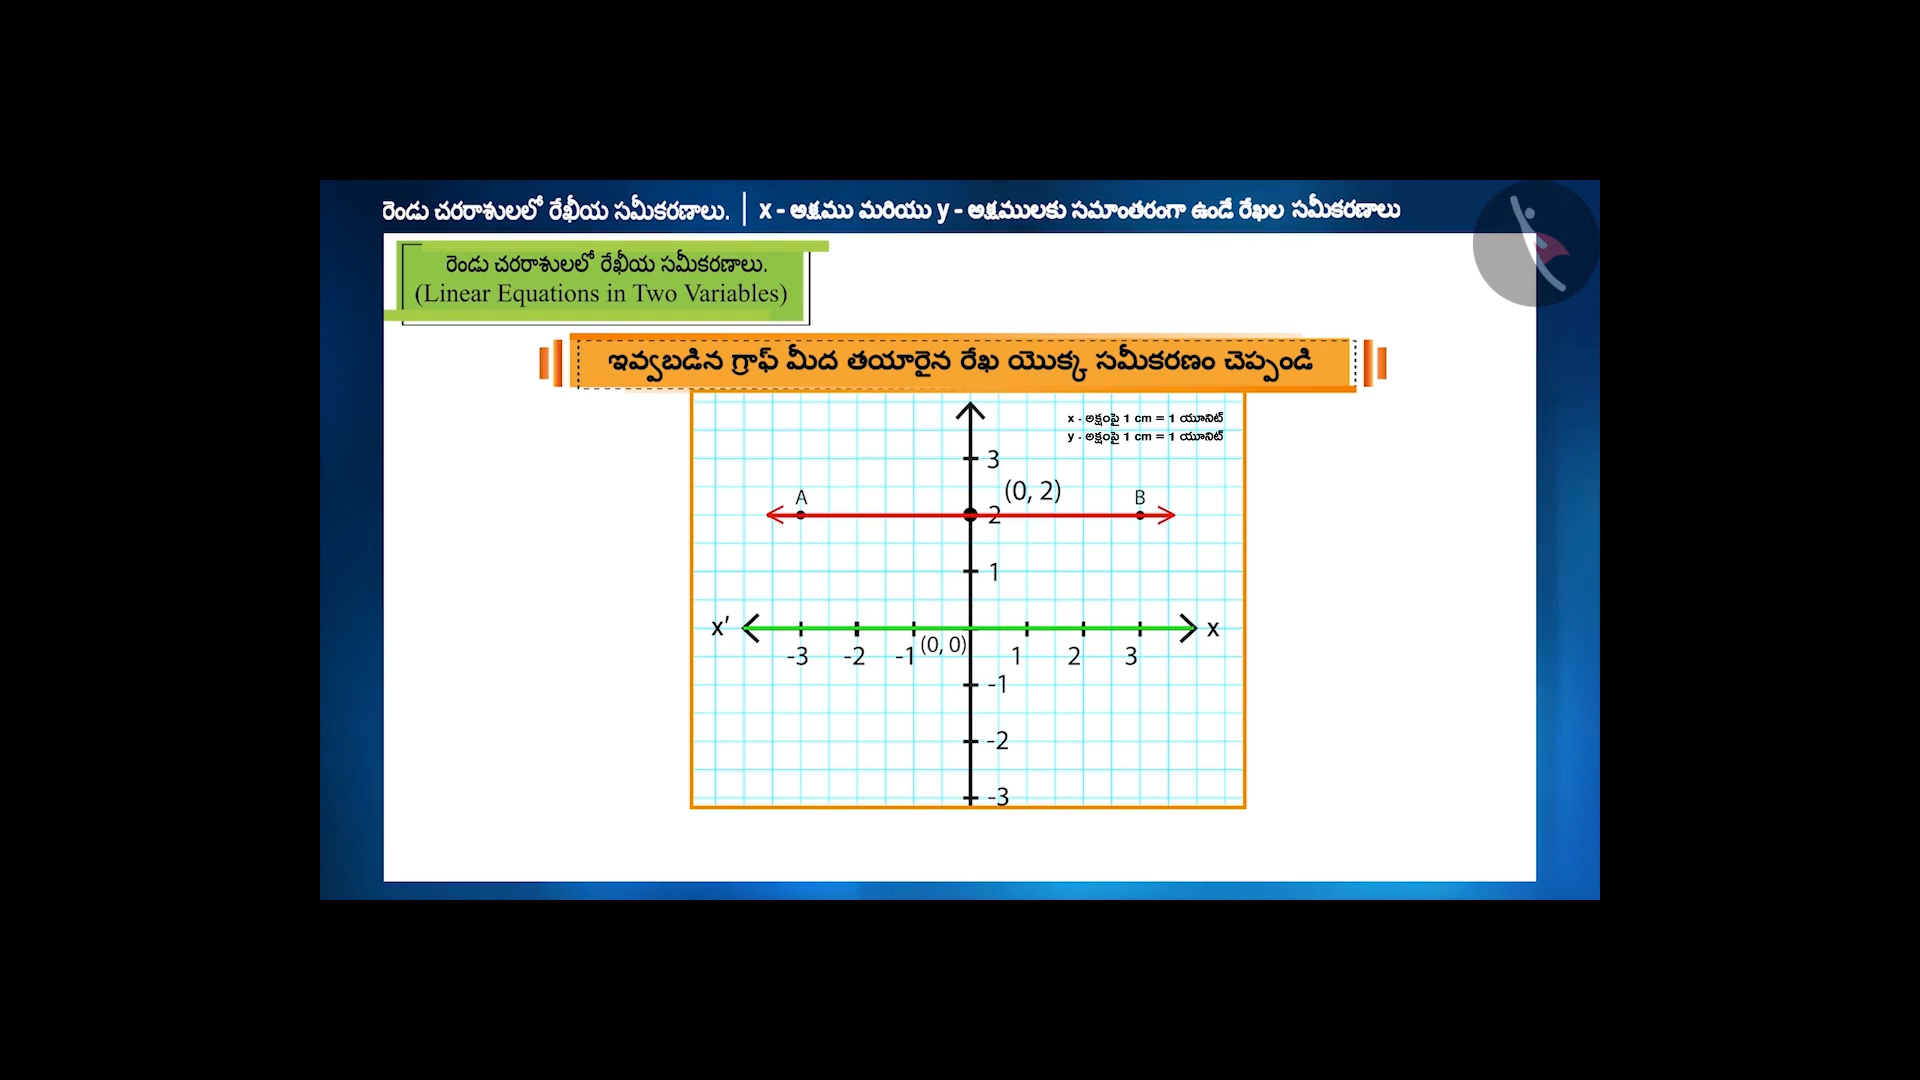 రెండు చరరాశులలో రేఖీయ సమీకరణాలు. | x - అక్షము మరియు y - అక్షములకు సమాంతరంగా ఉండే రేఖల సమీకరణాలు
రెండు చరరాశులలో రేఖీయ సమీకరణాలు.
(Linear Equations in Two Variables)
ఇవ్వబడిన గ్రాఫ్ మీద తయారైన రేఖ యొక్క సమీకరణం చెప్పండి
x - అక్షంపై 1 cm = 1 యూనిట్
y - అక్షంపై 1 cm = 1 యూనిట్
3
(0, 2)
A B
2
1
x′ x
(0, 0)
-3 -2 -1 1 2 3
-1
-2
-3